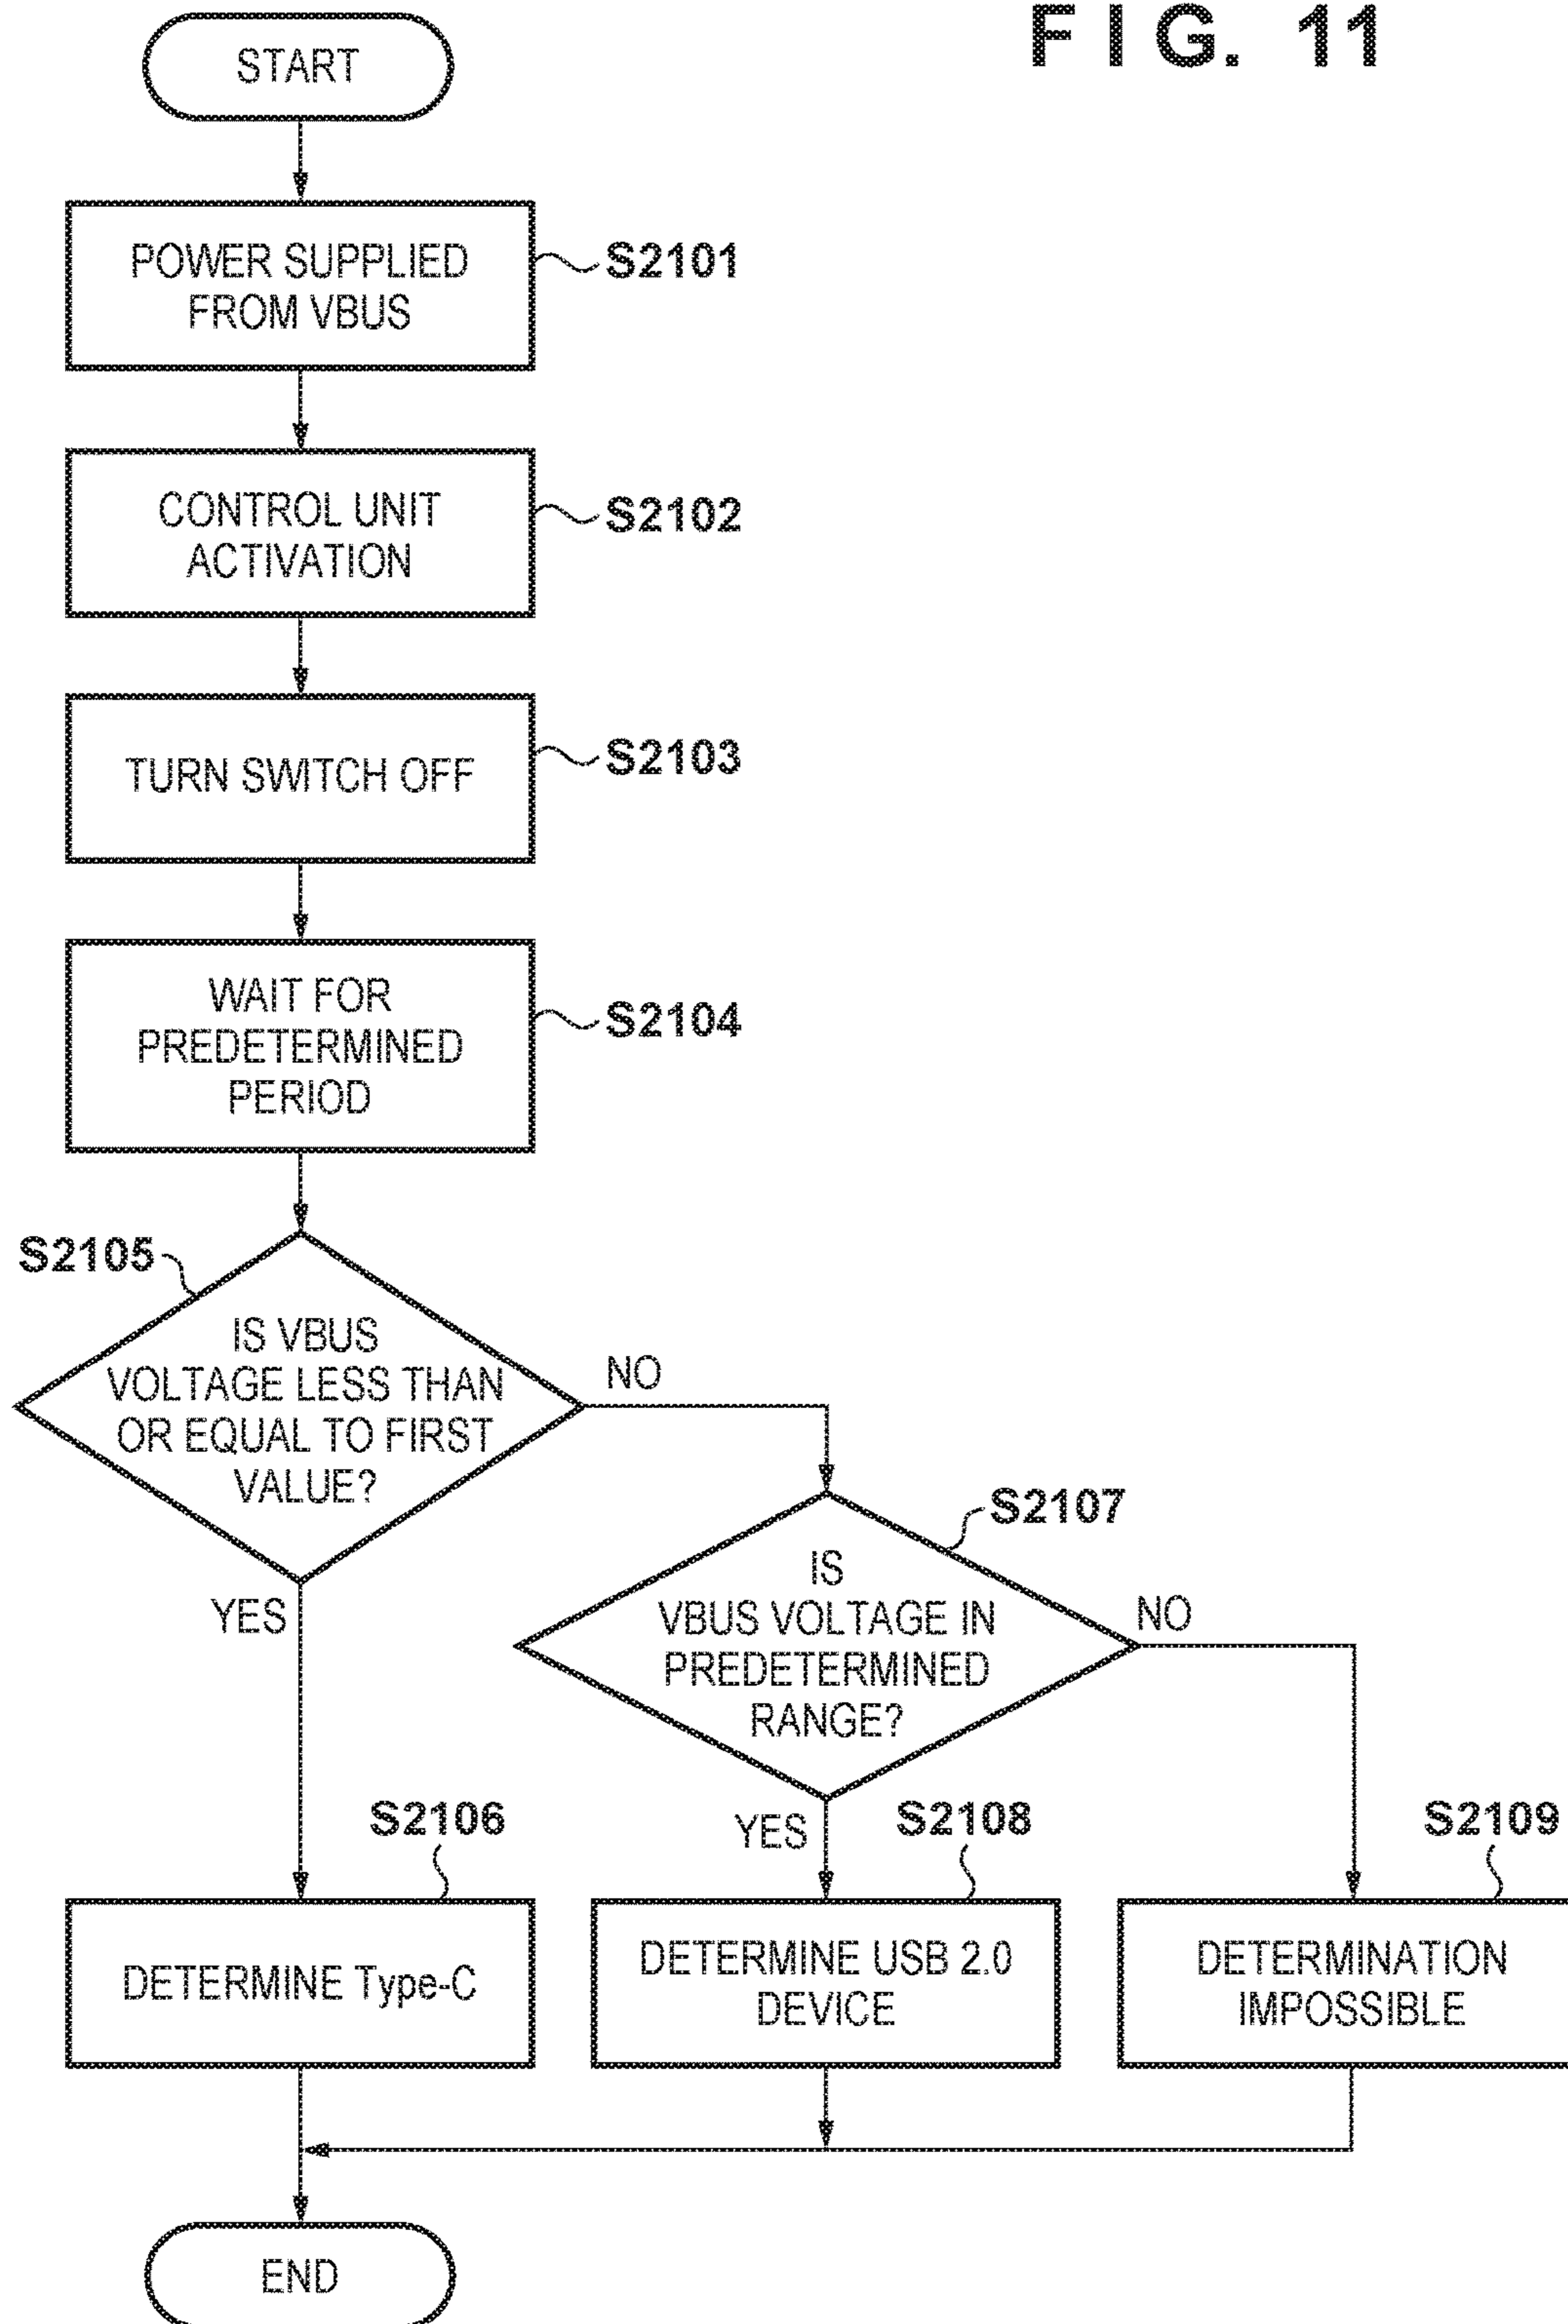 FIG. 11
START
POWER SUPPLIED
FROM VBUS
S2101
CONTROL UNIT
ACTIVATION
S2102
TURN SWITCH OFF
S2103
WAIT FOR
PREDETERMINED
PERIOD
S2104
S2105
IS VBUS
VOLTAGE LESS THAN
OR EQUAL TO FIRST
VALUE?
NO
YES
S2107
IS
VBUS VOLTAGE IN
PREDETERMINED
RANGE?
NO
YES
S2106
DETERMINE Type-C
S2108
DETERMINE USB 2.0
DEVICE
S2109
DETERMINATION
IMPOSSIBLE
END